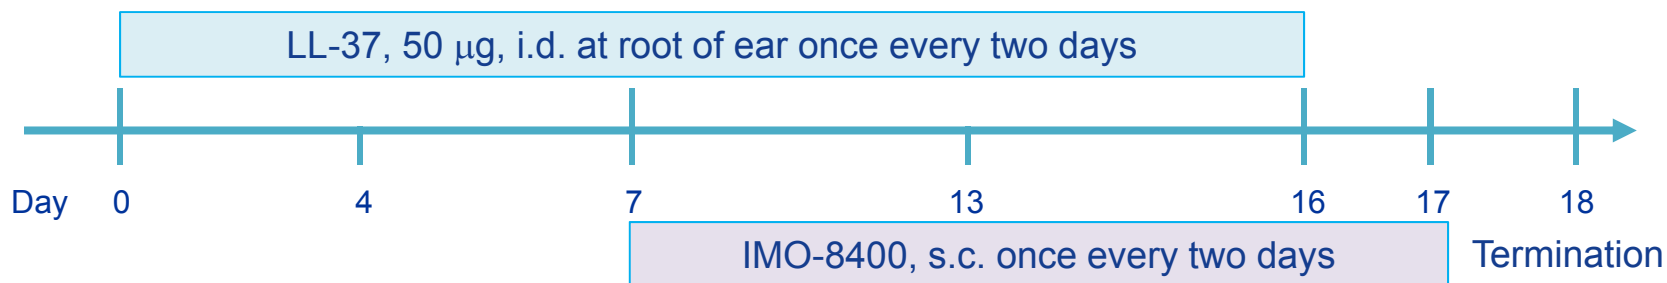 LL-37, 50 μg, i.d. at root of ear once every two days
Day 0 4 7 13 16 17 18
IMO-8400, s.c. once every two days
Termination